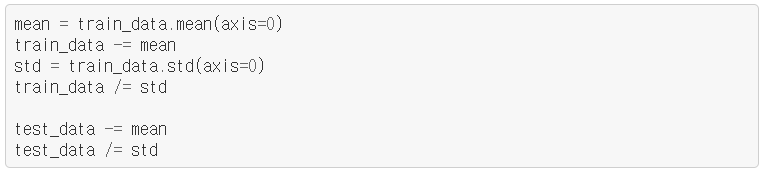 mean = train_data.mean(axis=0)
train_data -= mean
std = train_data.std(axis=0)
train_data /= std

test_data -= mean
test_data /= std